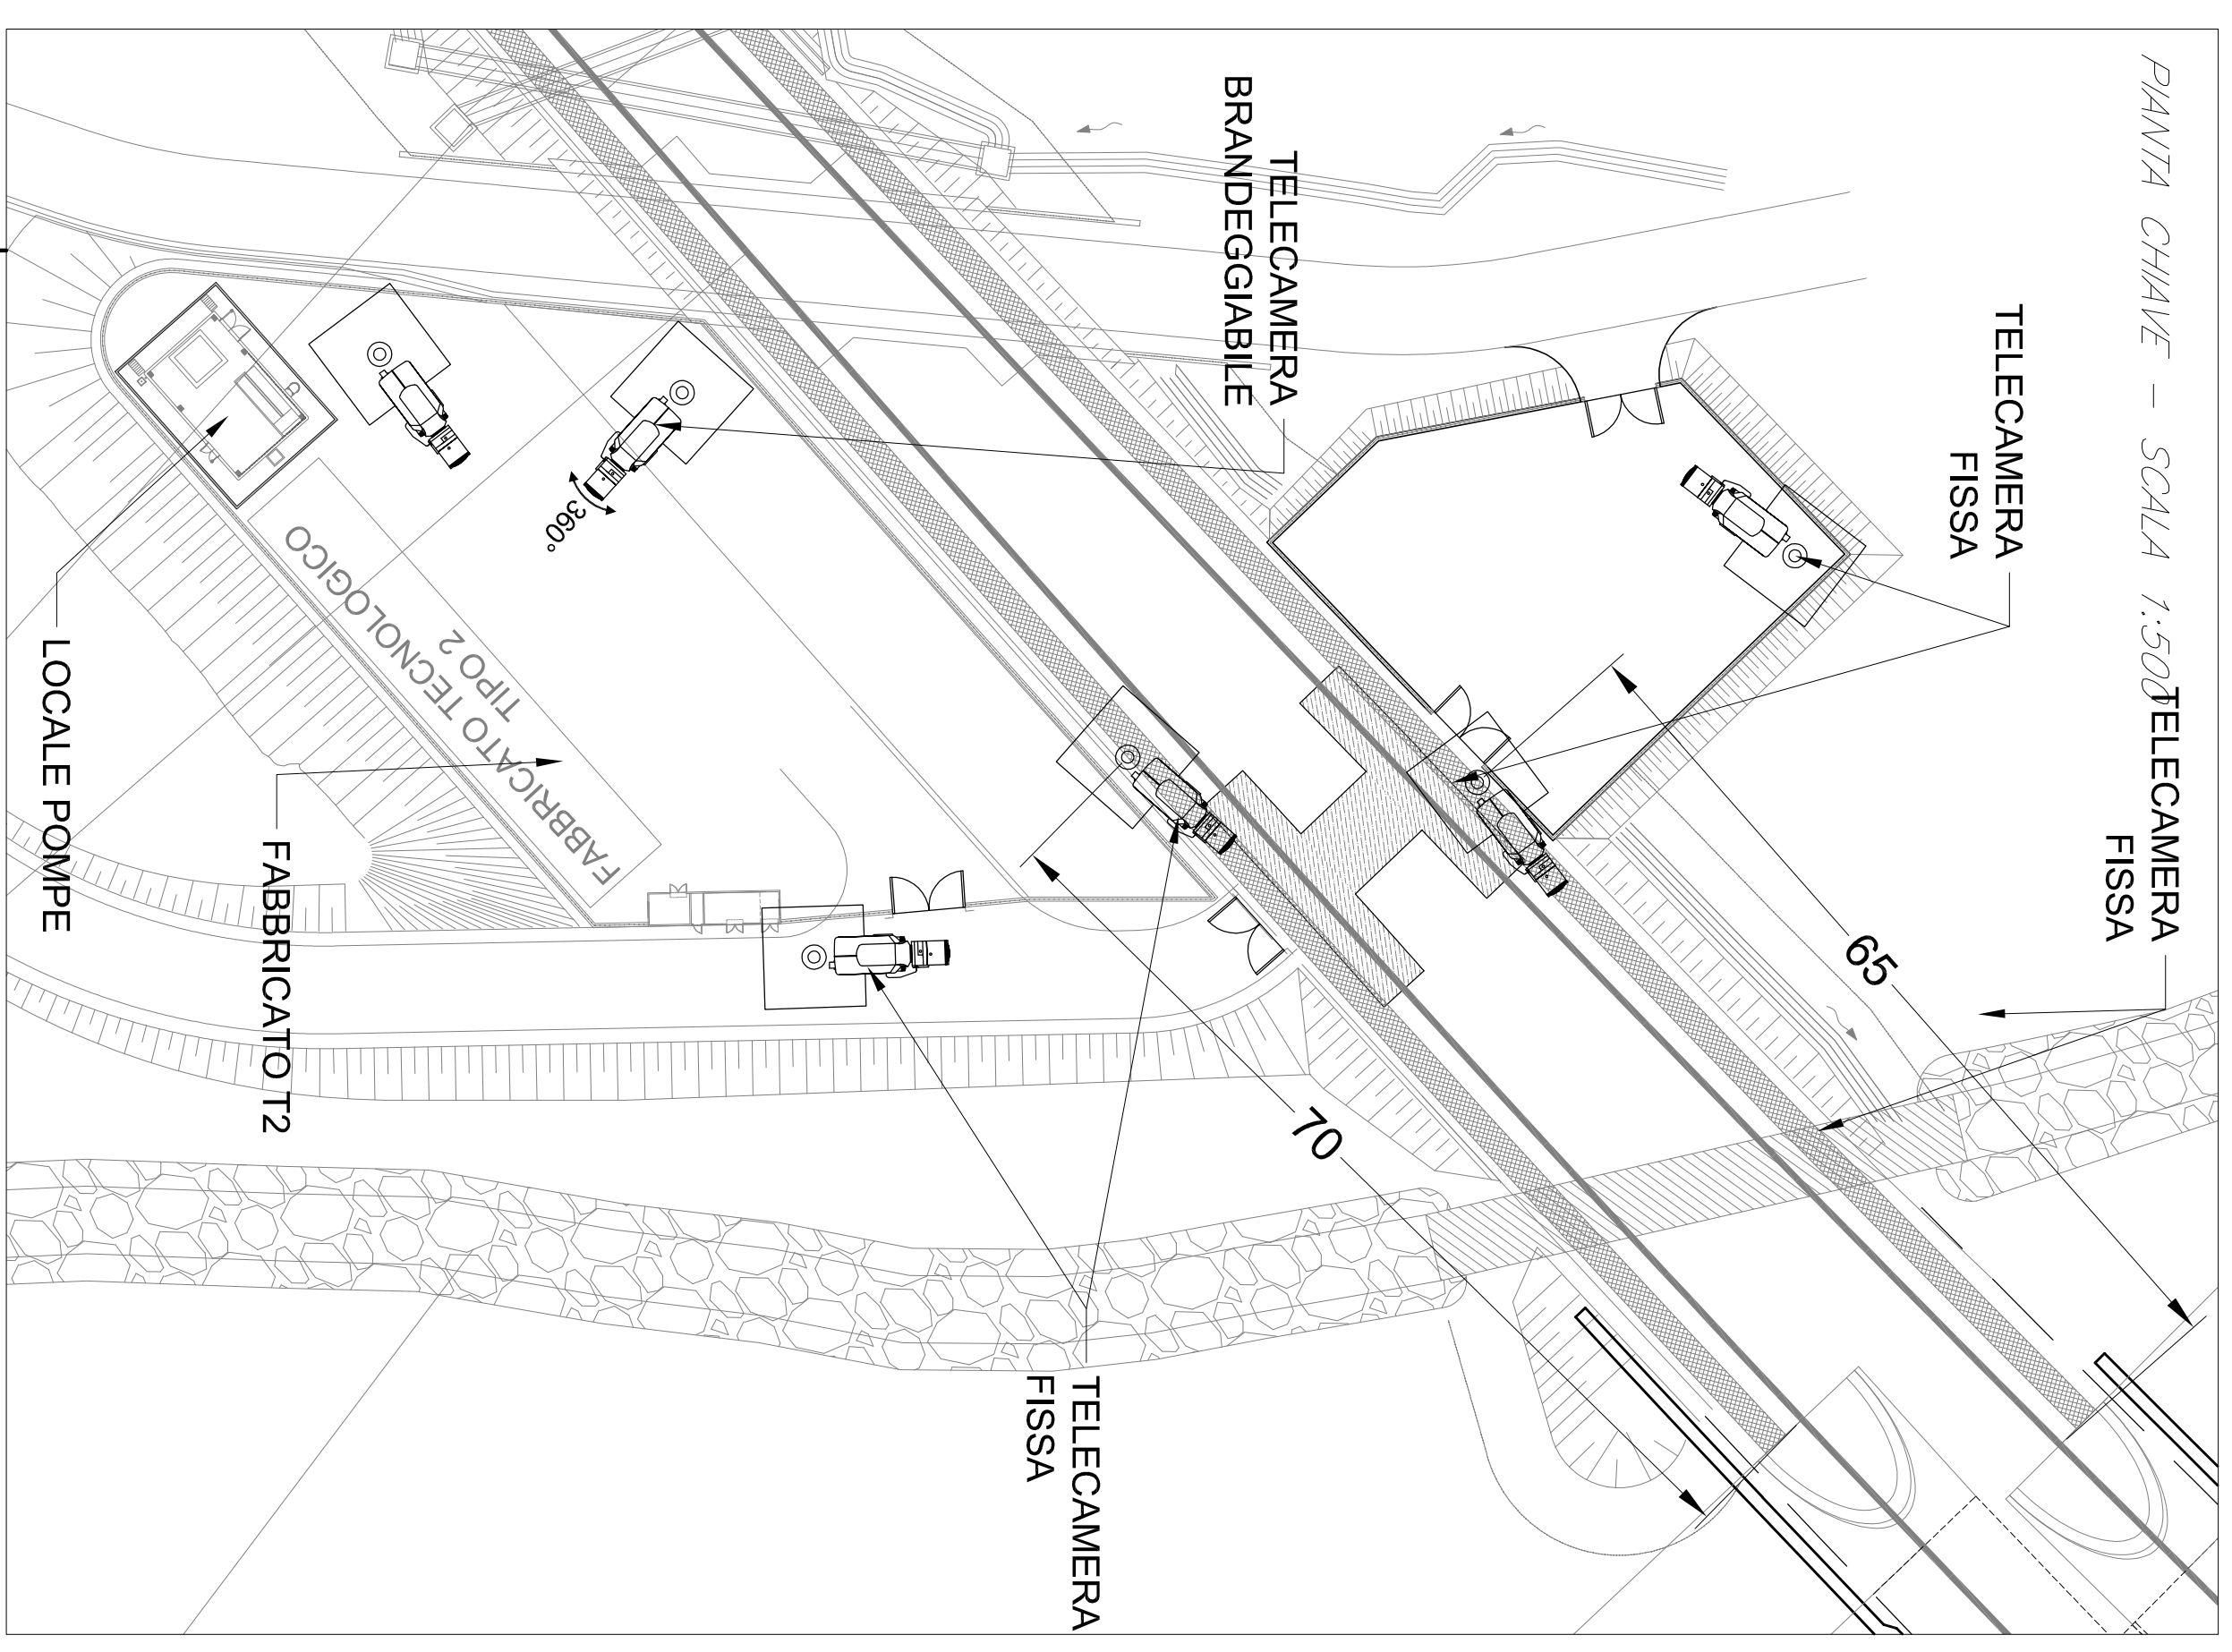 PIANTA CHIAVE – SCALA 1:500
TELECAMERA
FISSA
TELECAMERA
FISSA
TELECAMERA
BRANDEGGIABILE
65
360°
70
FABBRICATO TECNOLOGICO
TIPO 2
LOCALE POMPE
FABBRICATO T2
TELECAMERA
FISSA